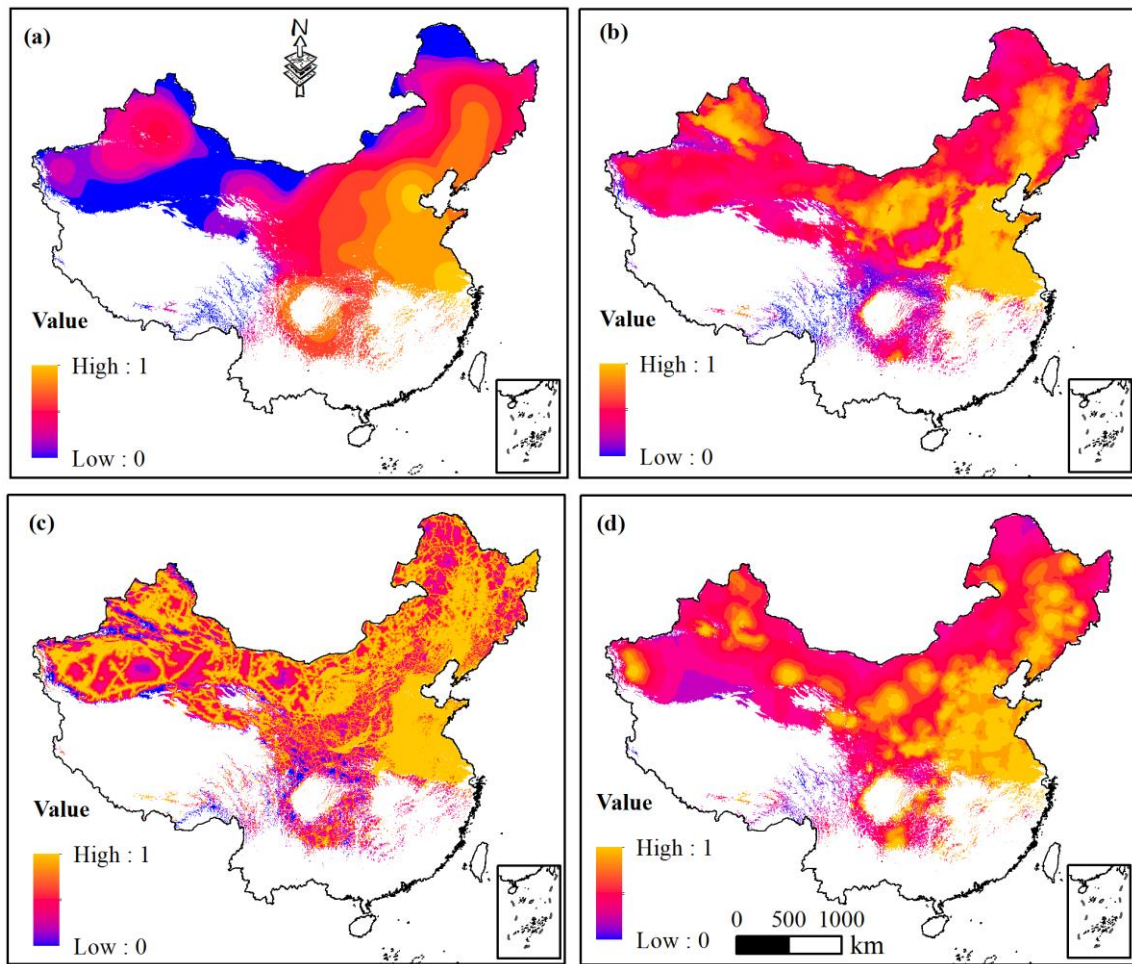 (a)
N
Value
High : 1
Low : 0
(b)
Value
High : 1
Low : 0
(c)
Value
High : 1
Low : 0
(d)
Value
High : 1
Low : 0
0 500 1000
km